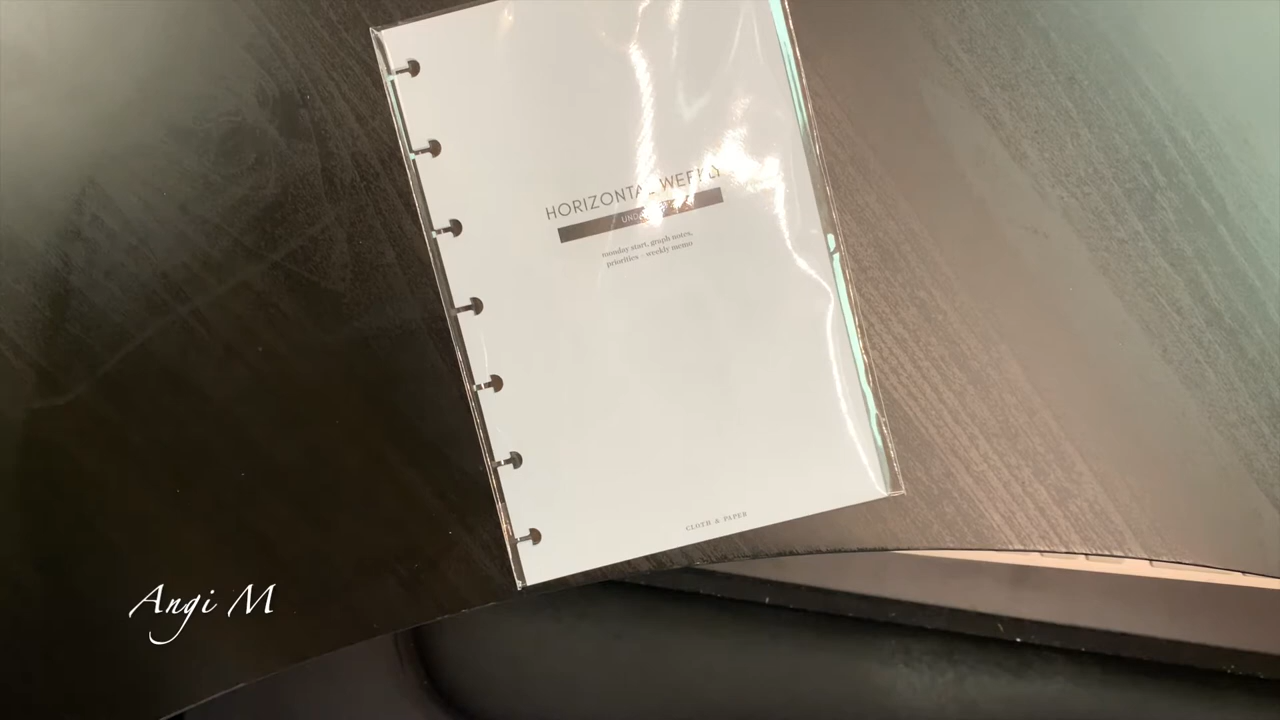 HORIZONTAL WEEKLY
monday start, graph notes,
priorities + weekly memo
CLOTH & PAPER
Angi M